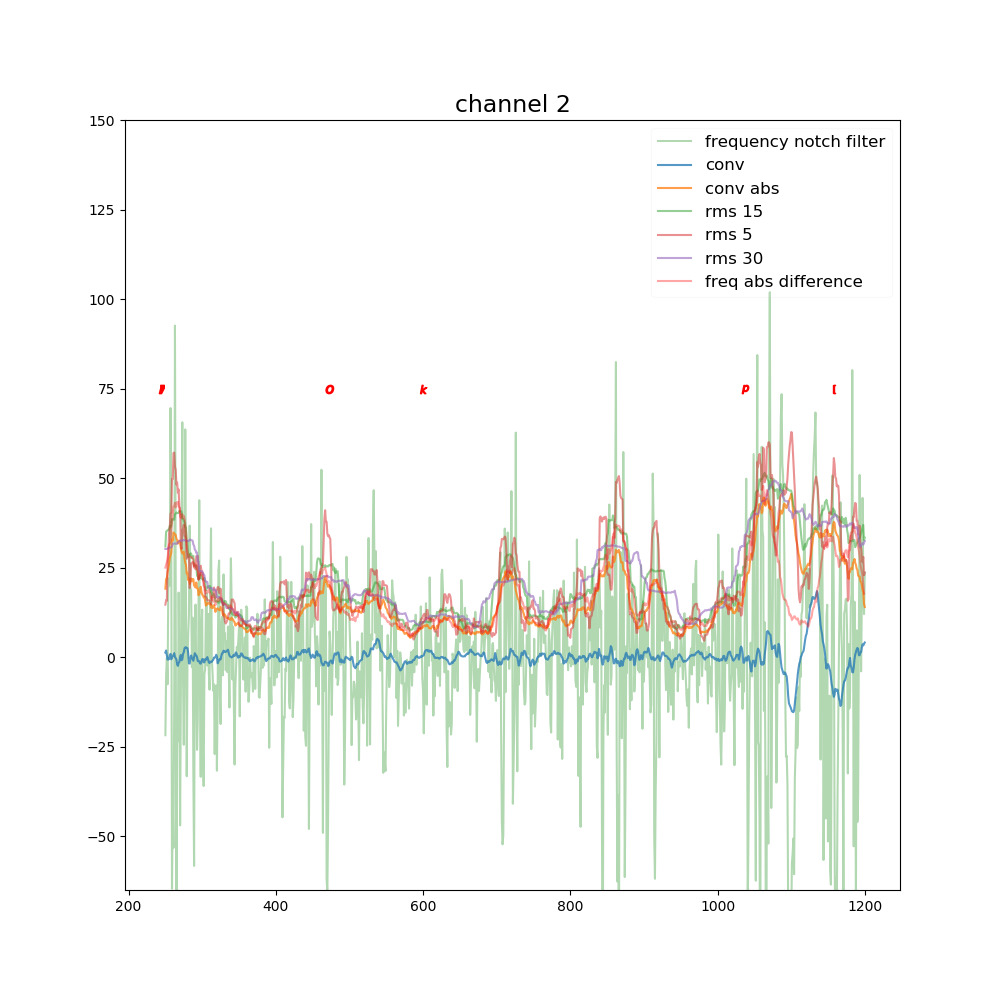 channel 2
150
125
100
75
50
25
0
−25
−50
frequency notch filter
conv
conv abs
rms 15
rms 5
rms 30
freq abs difference
O k p [
200 400 600 800 1000 1200